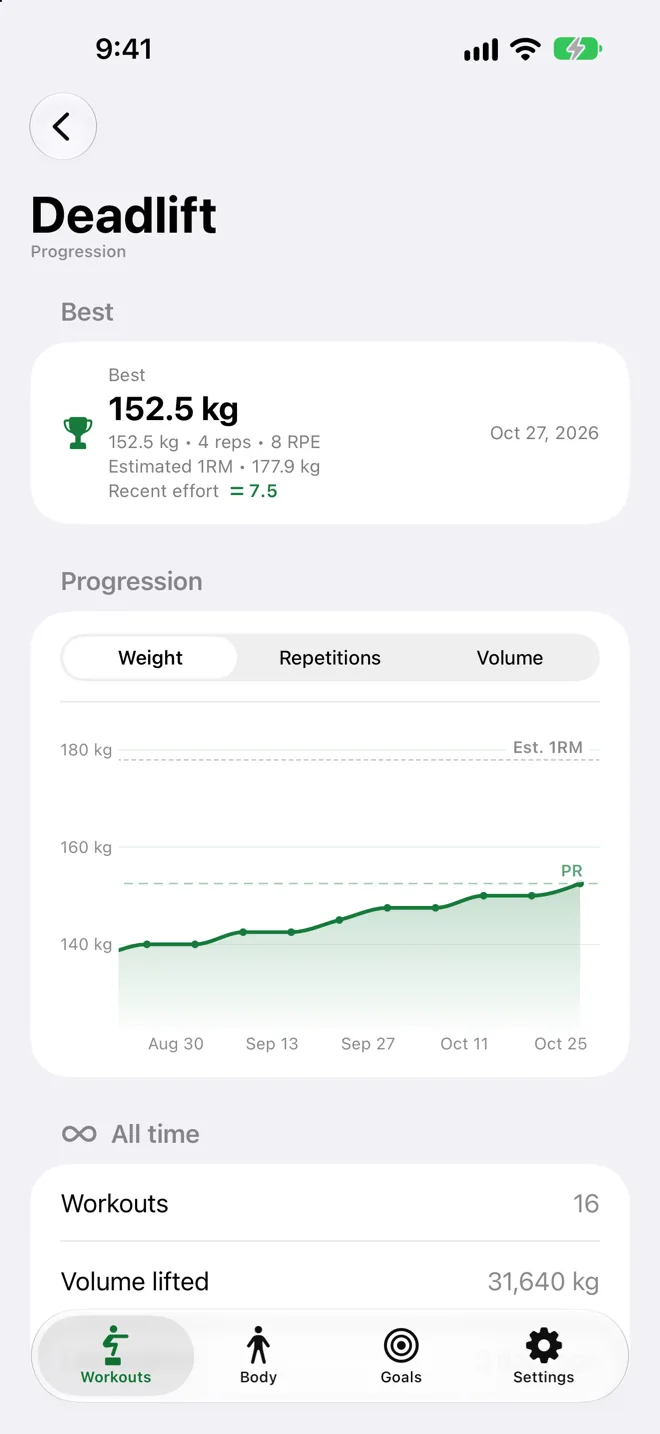 9:41
Deadlift
Progression
Best
Best
152.5 kg
152.5 kg • 4 reps • 8 RPE
Estimated 1RM • 177.9 kg
Recent effort = 7.5
Oct 27, 2026
Progression
Weight Repetitions Volume
180 kg
Est. 1RM
160 kg
PR
140 kg
Aug 30 Sep 13 Sep 27 Oct 11 Oct 25
All time
Workouts 16
Volume lifted 31,640 kg
Workouts Body Goals Settings